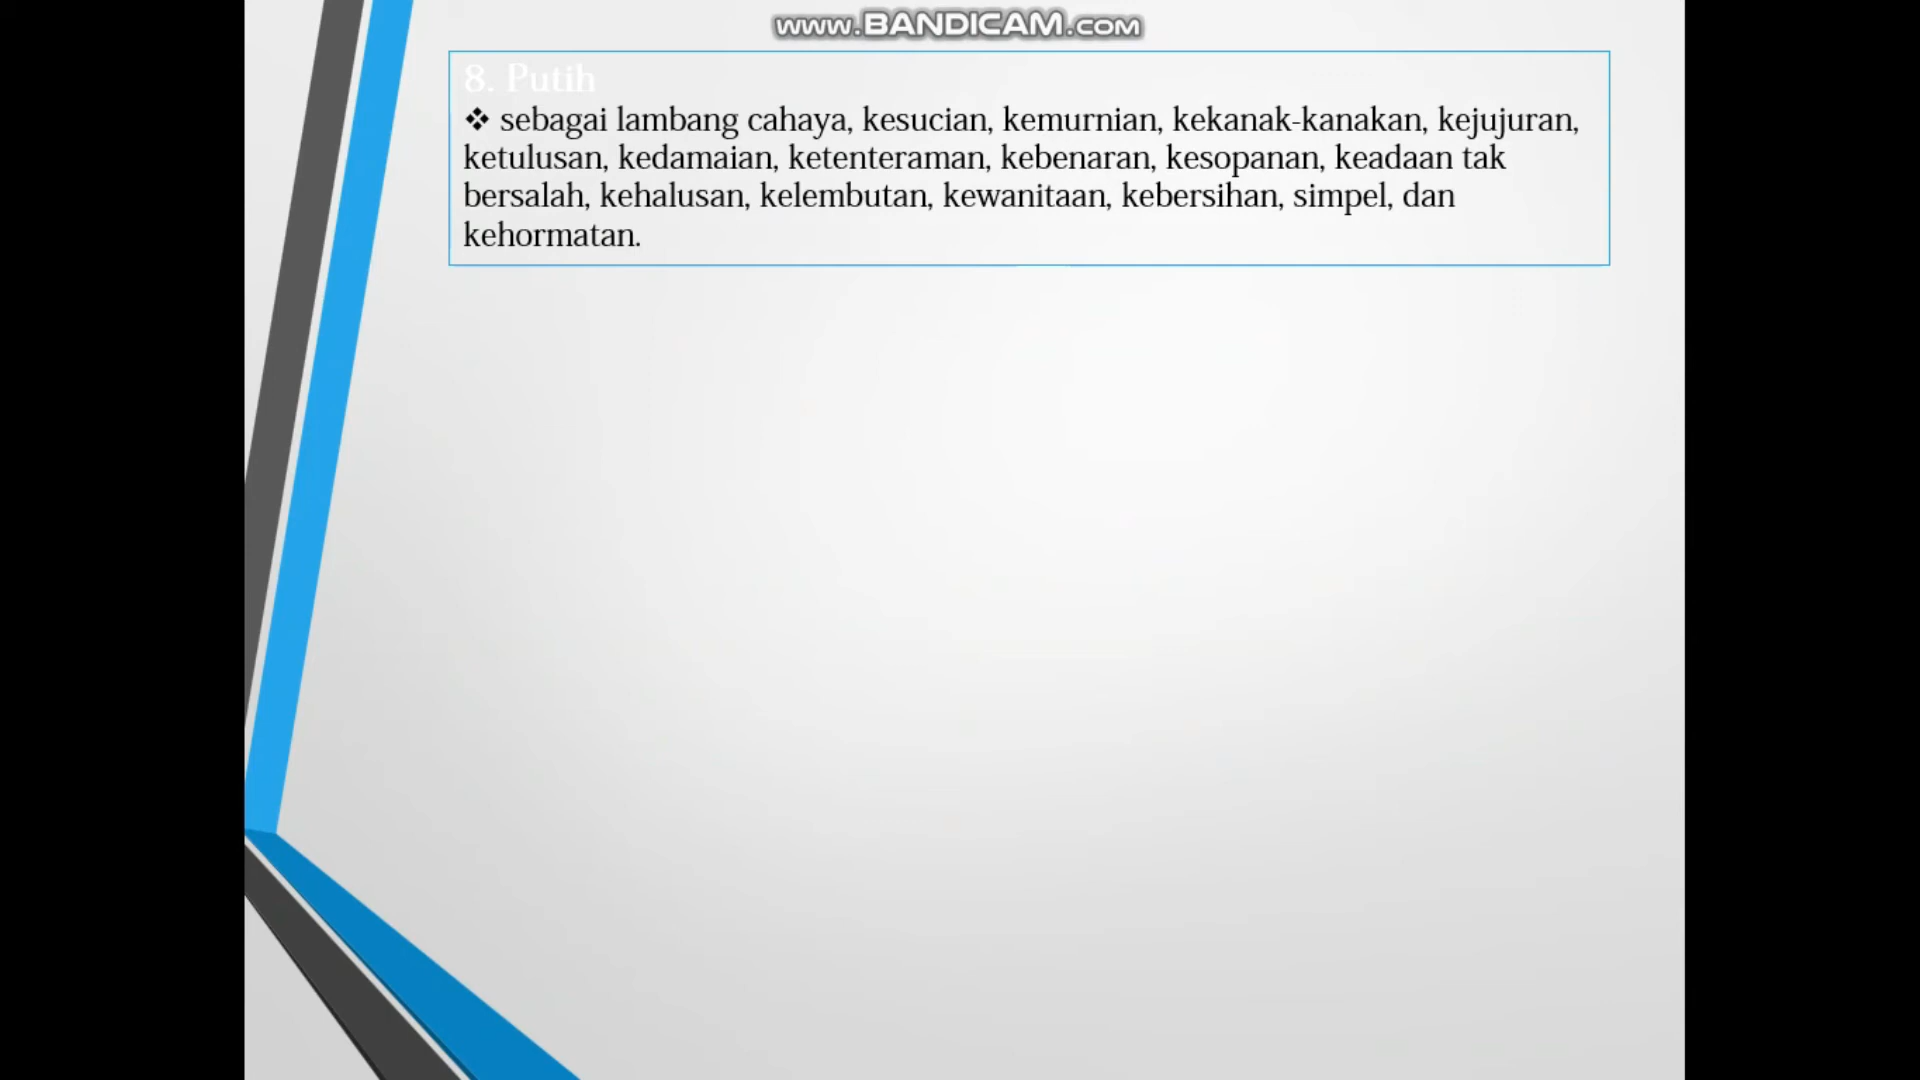 www.BANDICAM.com
8. Putih
❖ sebagai lambang cahaya, kesucian, kemurnian, kekanak-kanakan, kejujuran,
ketulusan, kedamaian, ketenteraman, kebenaran, kesopanan, keadaan tak
bersalah, kehalusan, kelembutan, kewanitaan, kebersihan, simpel, dan
kehormatan.